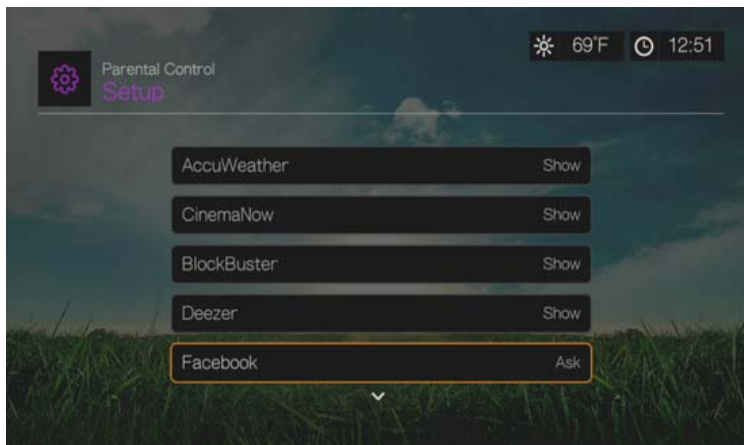 69°F 12:51
Parental Control
Setup
AccuWeather Show
CinemaNow Show
BlockBuster Show
Deezer Show
Facebook Ask